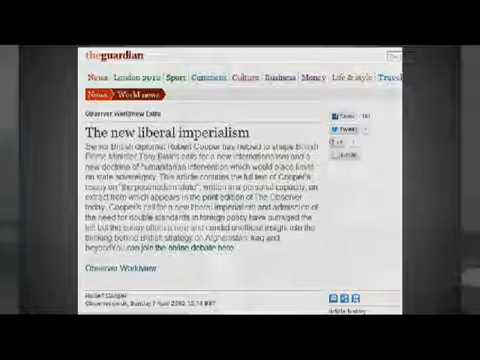 theguardian
News London 2012 Sport Comment Culture Business Money Life & style Travel
News World news
Observer Worldview Extra
The new liberal imperialism
Senior British diplomat Robert Cooper has helped to shape British
Prime Minister Tony Blair's calls for a new internationalism and a
new doctrine of humanitarian intervention which would place limits
on state sovereignty. This article contains the full text of Cooper's
essay on "the postmodern state", written in a personal capacity, an
extract from which appears in the print edition of The Observer
today. Cooper's call for a new liberal imperialism and admission of
the need for double standards in foreign policy have outraged the
left but the essay offers a rare and candid unofficial insight into the
thinking behind British strategy on Afghanistan, Iraq and
beyond. You can join the online debate here.
Observer Worldview
Robert Cooper
Observer.co.uk, Sunday 7 April 2002
Article history